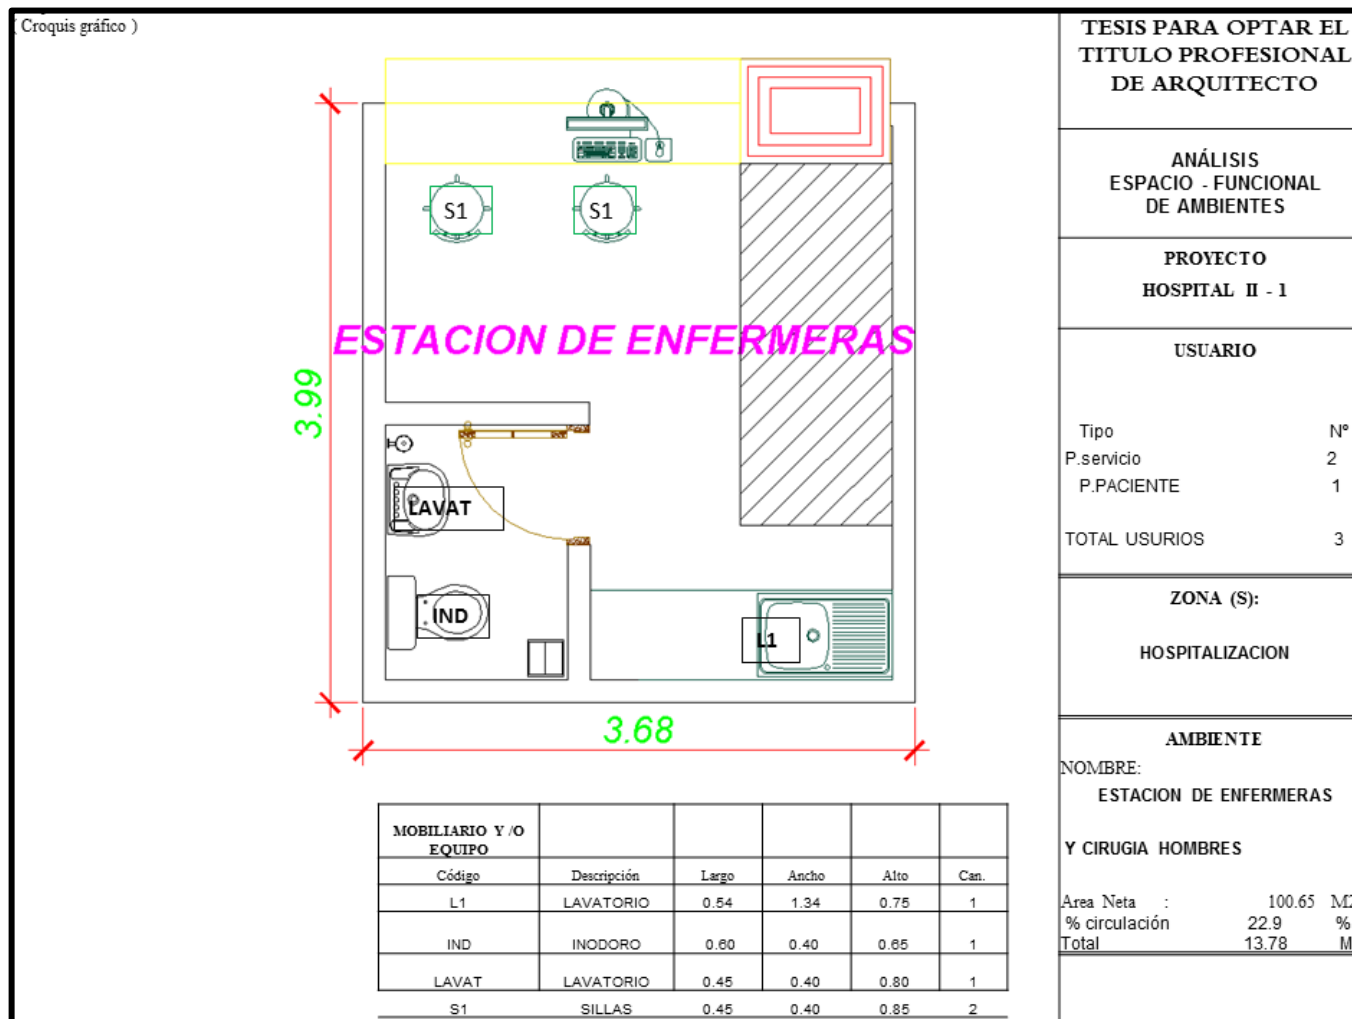 ( Croquis gráfico )
S1
S1
ESTACION DE ENFERMERAS
3.99
LAVAT
IND
L1
3.68
MOBILIARIO Y /O
EQUIPO
Código Descripción Largo Ancho Alto Can.
L1 LAVATORIO 0.54 1.34 0.75 1
IND INODORO 0.60 0.40 0.65 1
LAVAT LAVATORIO 0.45 0.40 0.80 1
S1 SILLAS 0.45 0.40 0.85 2
TESIS PARA OPTAR EL
TITULO PROFESIONAL
DE ARQUITECTO
ANÁLISIS
ESPACIO - FUNCIONAL
DE AMBIENTES
PROYECTO
HOSPITAL II - 1
USUARIO
Tipo Nº
P.servicio 2
P.PACIENTE 1
TOTAL USURIOS 3
ZONA (S):
HOSPITALIZACION
AMBIENTE
NOMBRE:
ESTACION DE ENFERMERAS
Y CIRUGIA HOMBRES
Area Neta : 100.65 M2
% circulación 22.9 %
Total 13.78 M